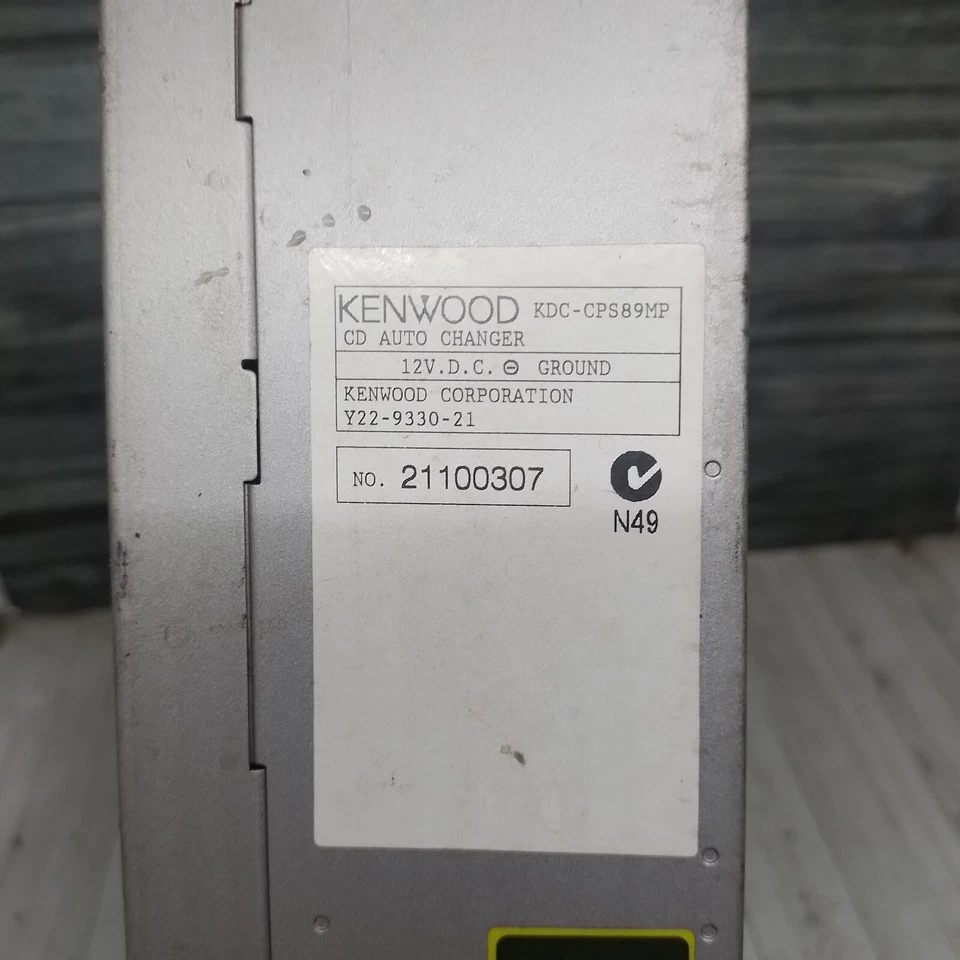 KENWOOD KDC-CPS89MP
CD AUTO CHANGER
12V.D.C. ⊖ GROUND
KENWOOD CORPORATION
Y22-9330-21
NO. 21100307
N49